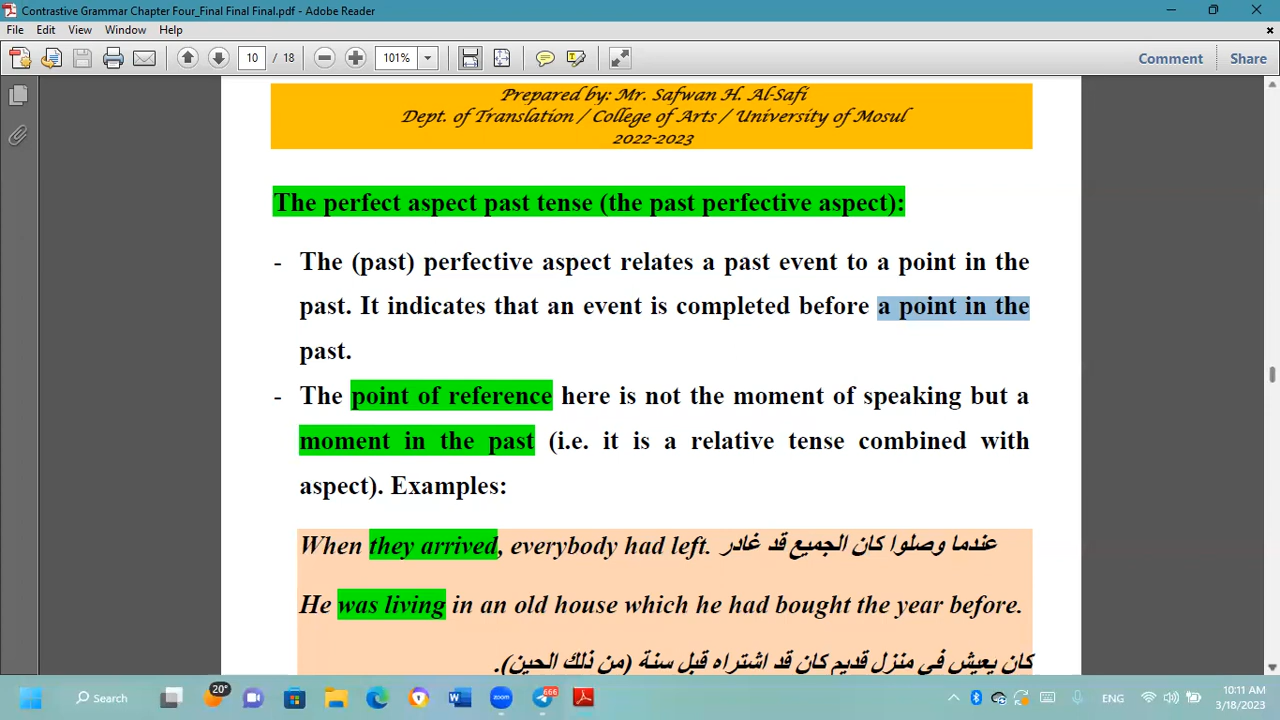 Contrastive Grammar Chapter Four_Final Final Final.pdf - Adobe Reader
File Edit View Window Help
10 / 18 101% Comment Share
Prepared by: Mr. Safwan H. Al-Safi
Dept. of Translation / College of Arts / University of Mosul
2022-2023
The perfect aspect past tense (the past perfective aspect):
- The (past) perfective aspect relates a past event to a point in the
past. It indicates that an event is completed before a point in the
past.
- The point of reference here is not the moment of speaking but a
moment in the past (i.e. it is a relative tense combined with
aspect). Examples:
When they arrived, everybody had left. عندما وصلوا كان الجميع قد غادر
He was living in an old house which he had bought the year before.
كان يعيش في منزل قديم كان قد اشتراه قبل سنة (من ذلك الحين).
Search 20° zoom 666 ENG 10:11 AM
3/18/2023